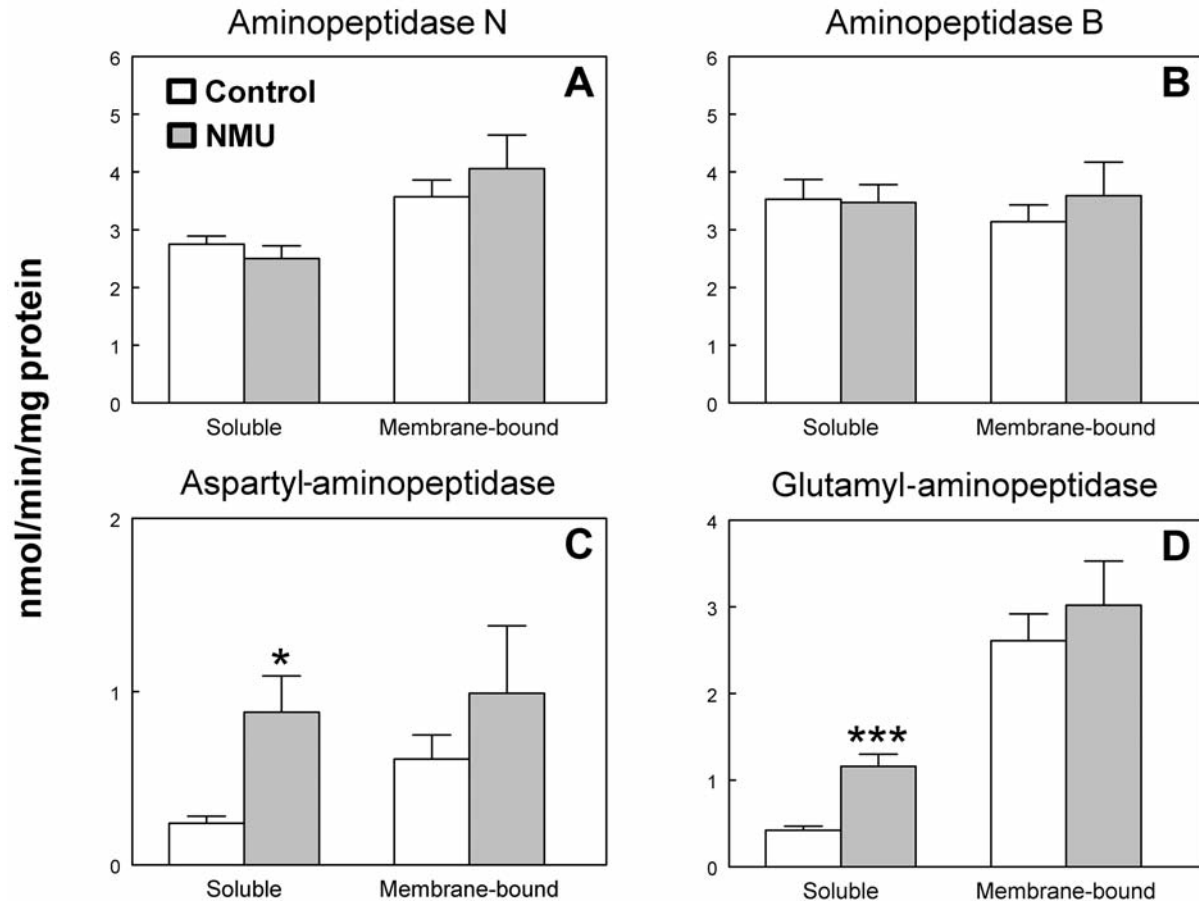 nmol/min/mg protein
Aminopeptidase N
6
5
4
3
2
1
0
Control
NMU
A
Soluble Membrane-bound
Aminopeptidase B
6
5
4
3
2
1
0
B
Soluble Membrane-bound
Aspartyl-aminopeptidase
2
1
0
C
*
Soluble Membrane-bound
Glutamyl-aminopeptidase
4
3
2
1
0
D
***
Soluble Membrane-bound